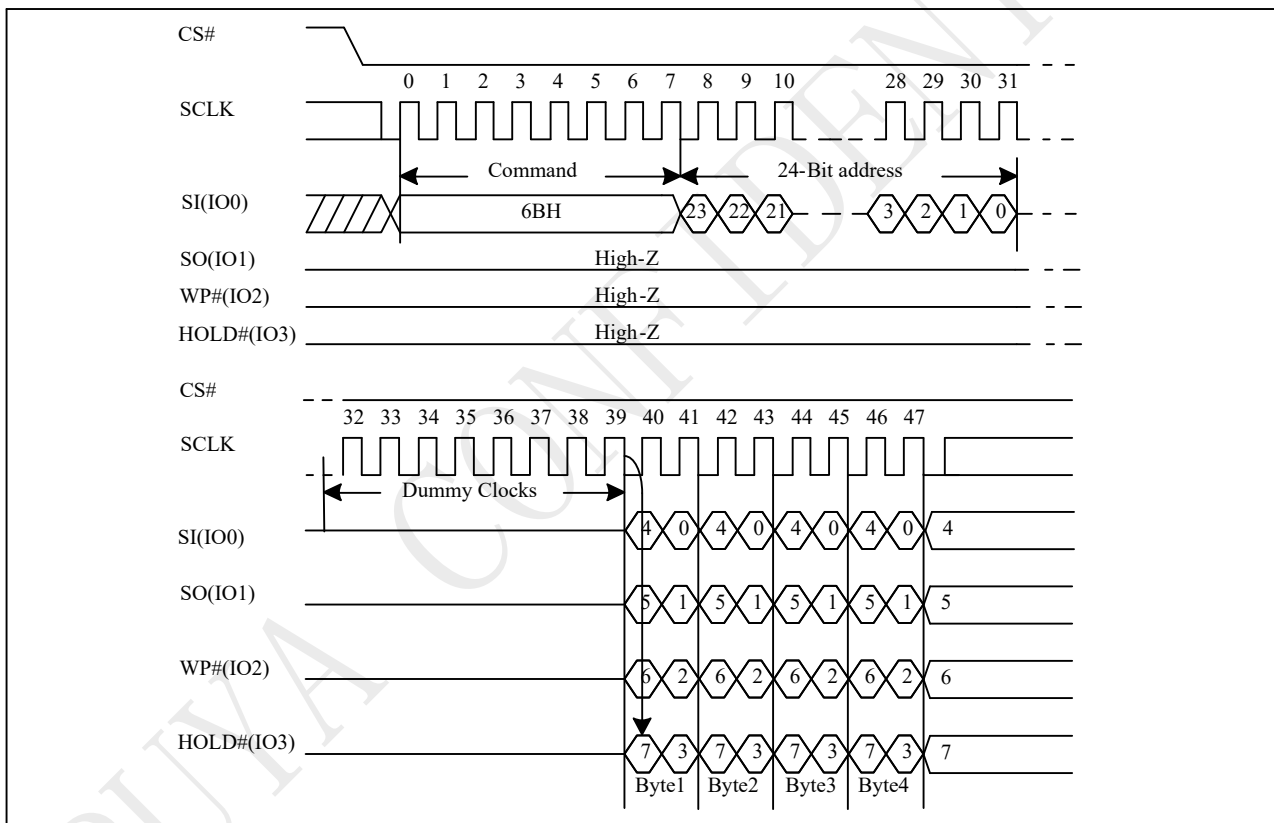 CS#
0 1 2 3 4 5 6 7 8 9 10 28 29 30 31
SCLK
Command 24-Bit address
SI(IO0) 6BH 23 22 21 3 2 1 0
SO(IO1) High-Z
WP#(IO2) High-Z
HOLD#(IO3) High-Z
CS#
32 33 34 35 36 37 38 39 40 41 42 43 44 45 46 47
SCLK
Dummy Clocks
SI(IO0) 4 0 4 0 4 0 4 0 4
SO(IO1) 5 1 5 1 5 1 5 1 5
WP#(IO2) 6 2 6 2 6 2 6 2 6
HOLD#(IO3) 7 3 7 3 7 3 7 3 7
Byte1 Byte2 Byte3 Byte4
PUYA CONFIDENT